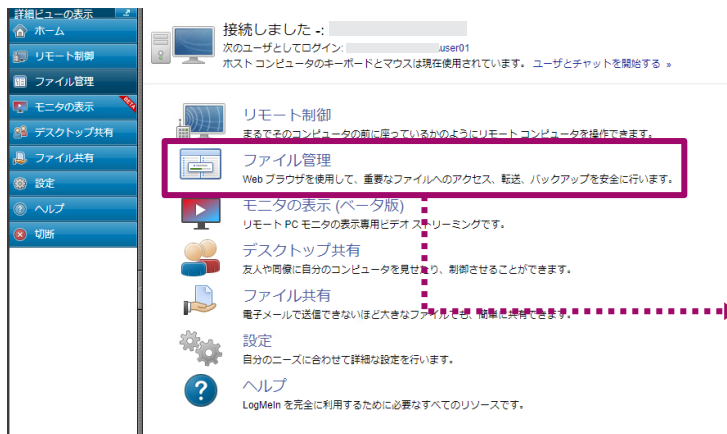 詳細ビューの表示
ホーム
リモート制御
ファイル管理
モニタの表示
BETA
デスクトップ共有
ファイル共有
設定
ヘルプ
切断
接続しました -:
次のユーザとしてログイン: .user01
ホスト コンピュータのキーボードとマウスは現在使用されています。 ユーザとチャットを開始する »
リモート制御
まるでそのコンピュータの前に座っているかのようにリモート コンピュータを操作できます。
ファイル管理
Web ブラウザを使用して、重要なファイルへのアクセス、転送、バックアップを安全に行います。
モニタの表示 (ベータ版)
リモート PC モニタの表示専用ビデオ ストリーミングです。
デスクトップ共有
友人や同僚に自分のコンピュータを見せたり、制御させることができます。
ファイル共有
電子メールで送信できないほど大きなファイルでも、簡単に共有できます。
設定
自分のニーズに合わせて詳細な設定を行います。
ヘルプ
LogMeIn を完全に利用するために必要なすべてのリソースです。